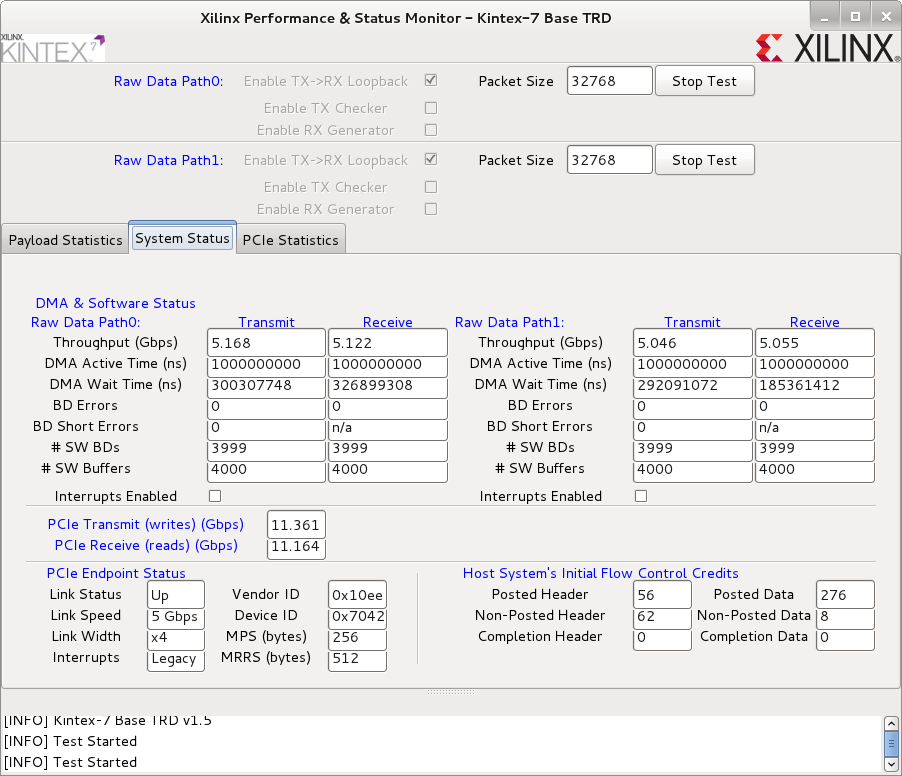 Xilinx Performance & Status Monitor - Kintex-7 Base TRD
XILINX
KINTEX 7
XILINX®
Raw Data Path0: Enable TX->RX Loopback Packet Size 32768 Stop Test
Enable TX Checker
Enable RX Generator
Raw Data Path1: Enable TX->RX Loopback Packet Size 32768 Stop Test
Enable TX Checker
Enable RX Generator
Payload Statistics System Status PCIe Statistics
DMA & Software Status
Raw Data Path0: Transmit Receive Raw Data Path1: Transmit Receive
Throughput (Gbps) 5.168 5.122 Throughput (Gbps) 5.046 5.055
DMA Active Time (ns) 1000000000 1000000000 DMA Active Time (ns) 1000000000 1000000000
DMA Wait Time (ns) 300307748 326899308 DMA Wait Time (ns) 292091072 185361412
BD Errors 0 0 BD Errors 0 0
BD Short Errors 0 n/a BD Short Errors 0 n/a
# SW BDs 3999 3999 # SW BDs 3999 3999
# SW Buffers 4000 4000 # SW Buffers 4000 4000
Interrupts Enabled Interrupts Enabled
PCIe Transmit (writes) (Gbps) 11.361
PCIe Receive (reads) (Gbps) 11.164
PCIe Endpoint Status Host System's Initial Flow Control Credits
Link Status Up Vendor ID 0x10ee Posted Header 56 Posted Data 276
Link Speed 5 Gbps Device ID 0x7042 Non-Posted Header 62 Non-Posted Data 8
Link Width x4 MPS (bytes) 256 Completion Header 0 Completion Data 0
Interrupts Legacy MRRS (bytes) 512
[INFO] Kintex-7 Base TRD v1.5
[INFO] Test Started
[INFO] Test Started